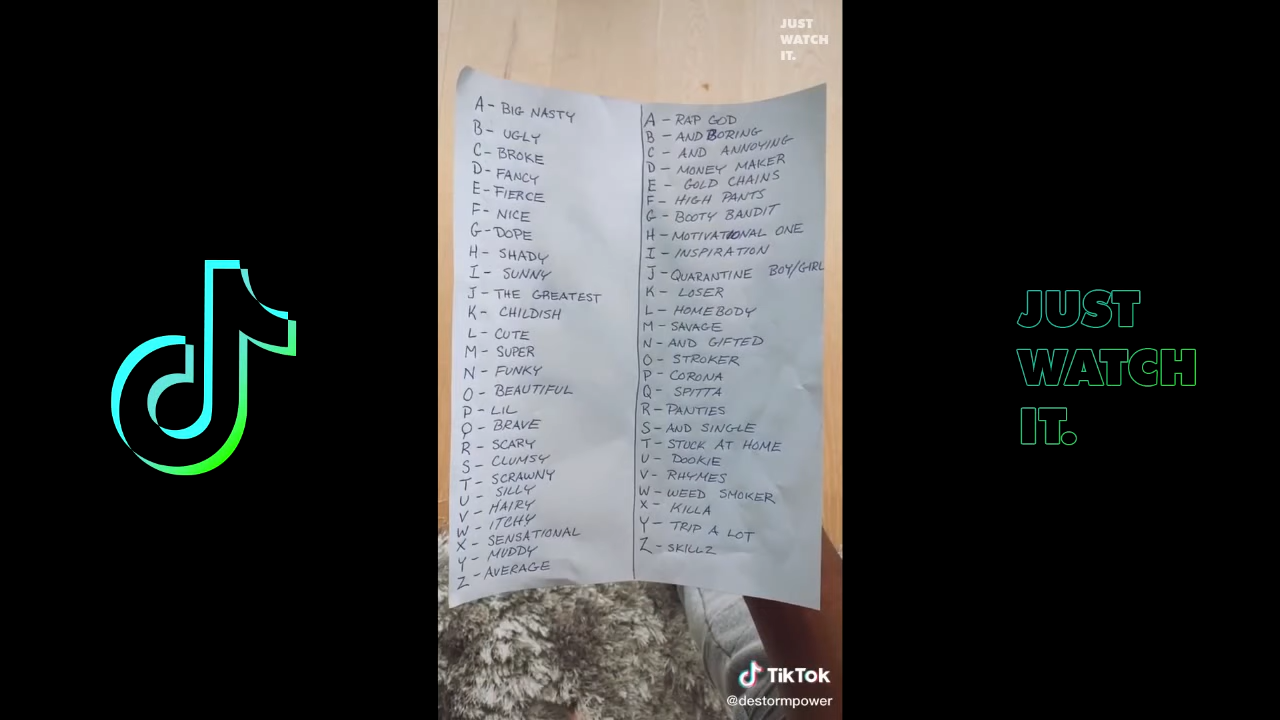 JUST
WATCH
IT.
A - BIG NASTY
B - UGLY
C - BROKE
D - FANCY
E - FIERCE
F - NICE
G - DOPE
H - SHADY
I - SUNNY
J - THE GREATEST
K - CHILDISH
L - CUTE
M - SUPER
N - FUNKY
O - BEAUTIFUL
P - LIL
Q - BRAVE
R - SCARY
S - CLUMSY
T - SCRAWNY
U - SILLY
V - HAIRY
W - ITCHY
X - SENSATIONAL
Y - MUDDY
Z - AVERAGE
A - RAP GOD
B - AND BORING
C - AND ANNOYING
D - MONEY MAKER
E - GOLD CHAINS
F - HIGH PANTS
G - BOOTY BANDIT
H - MOTIVATIONAL ONE
I - INSPIRATION
J - QUARANTINE BOY/GIRL
K - LOSER
L - HOMEBODY
M - SAVAGE
N - AND GIFTED
O - STROKER
P - CORONA
Q - SPITTA
R - PANTIES
S - AND SINGLE
T - STUCK AT HOME
U - DOOKIE
V - RHYMES
W - WEED SMOKER
X - KILLA
Y - TRIP A LOT
Z - SKILLZ
TikTok
@destormpower
JUST
WATCH
IT.